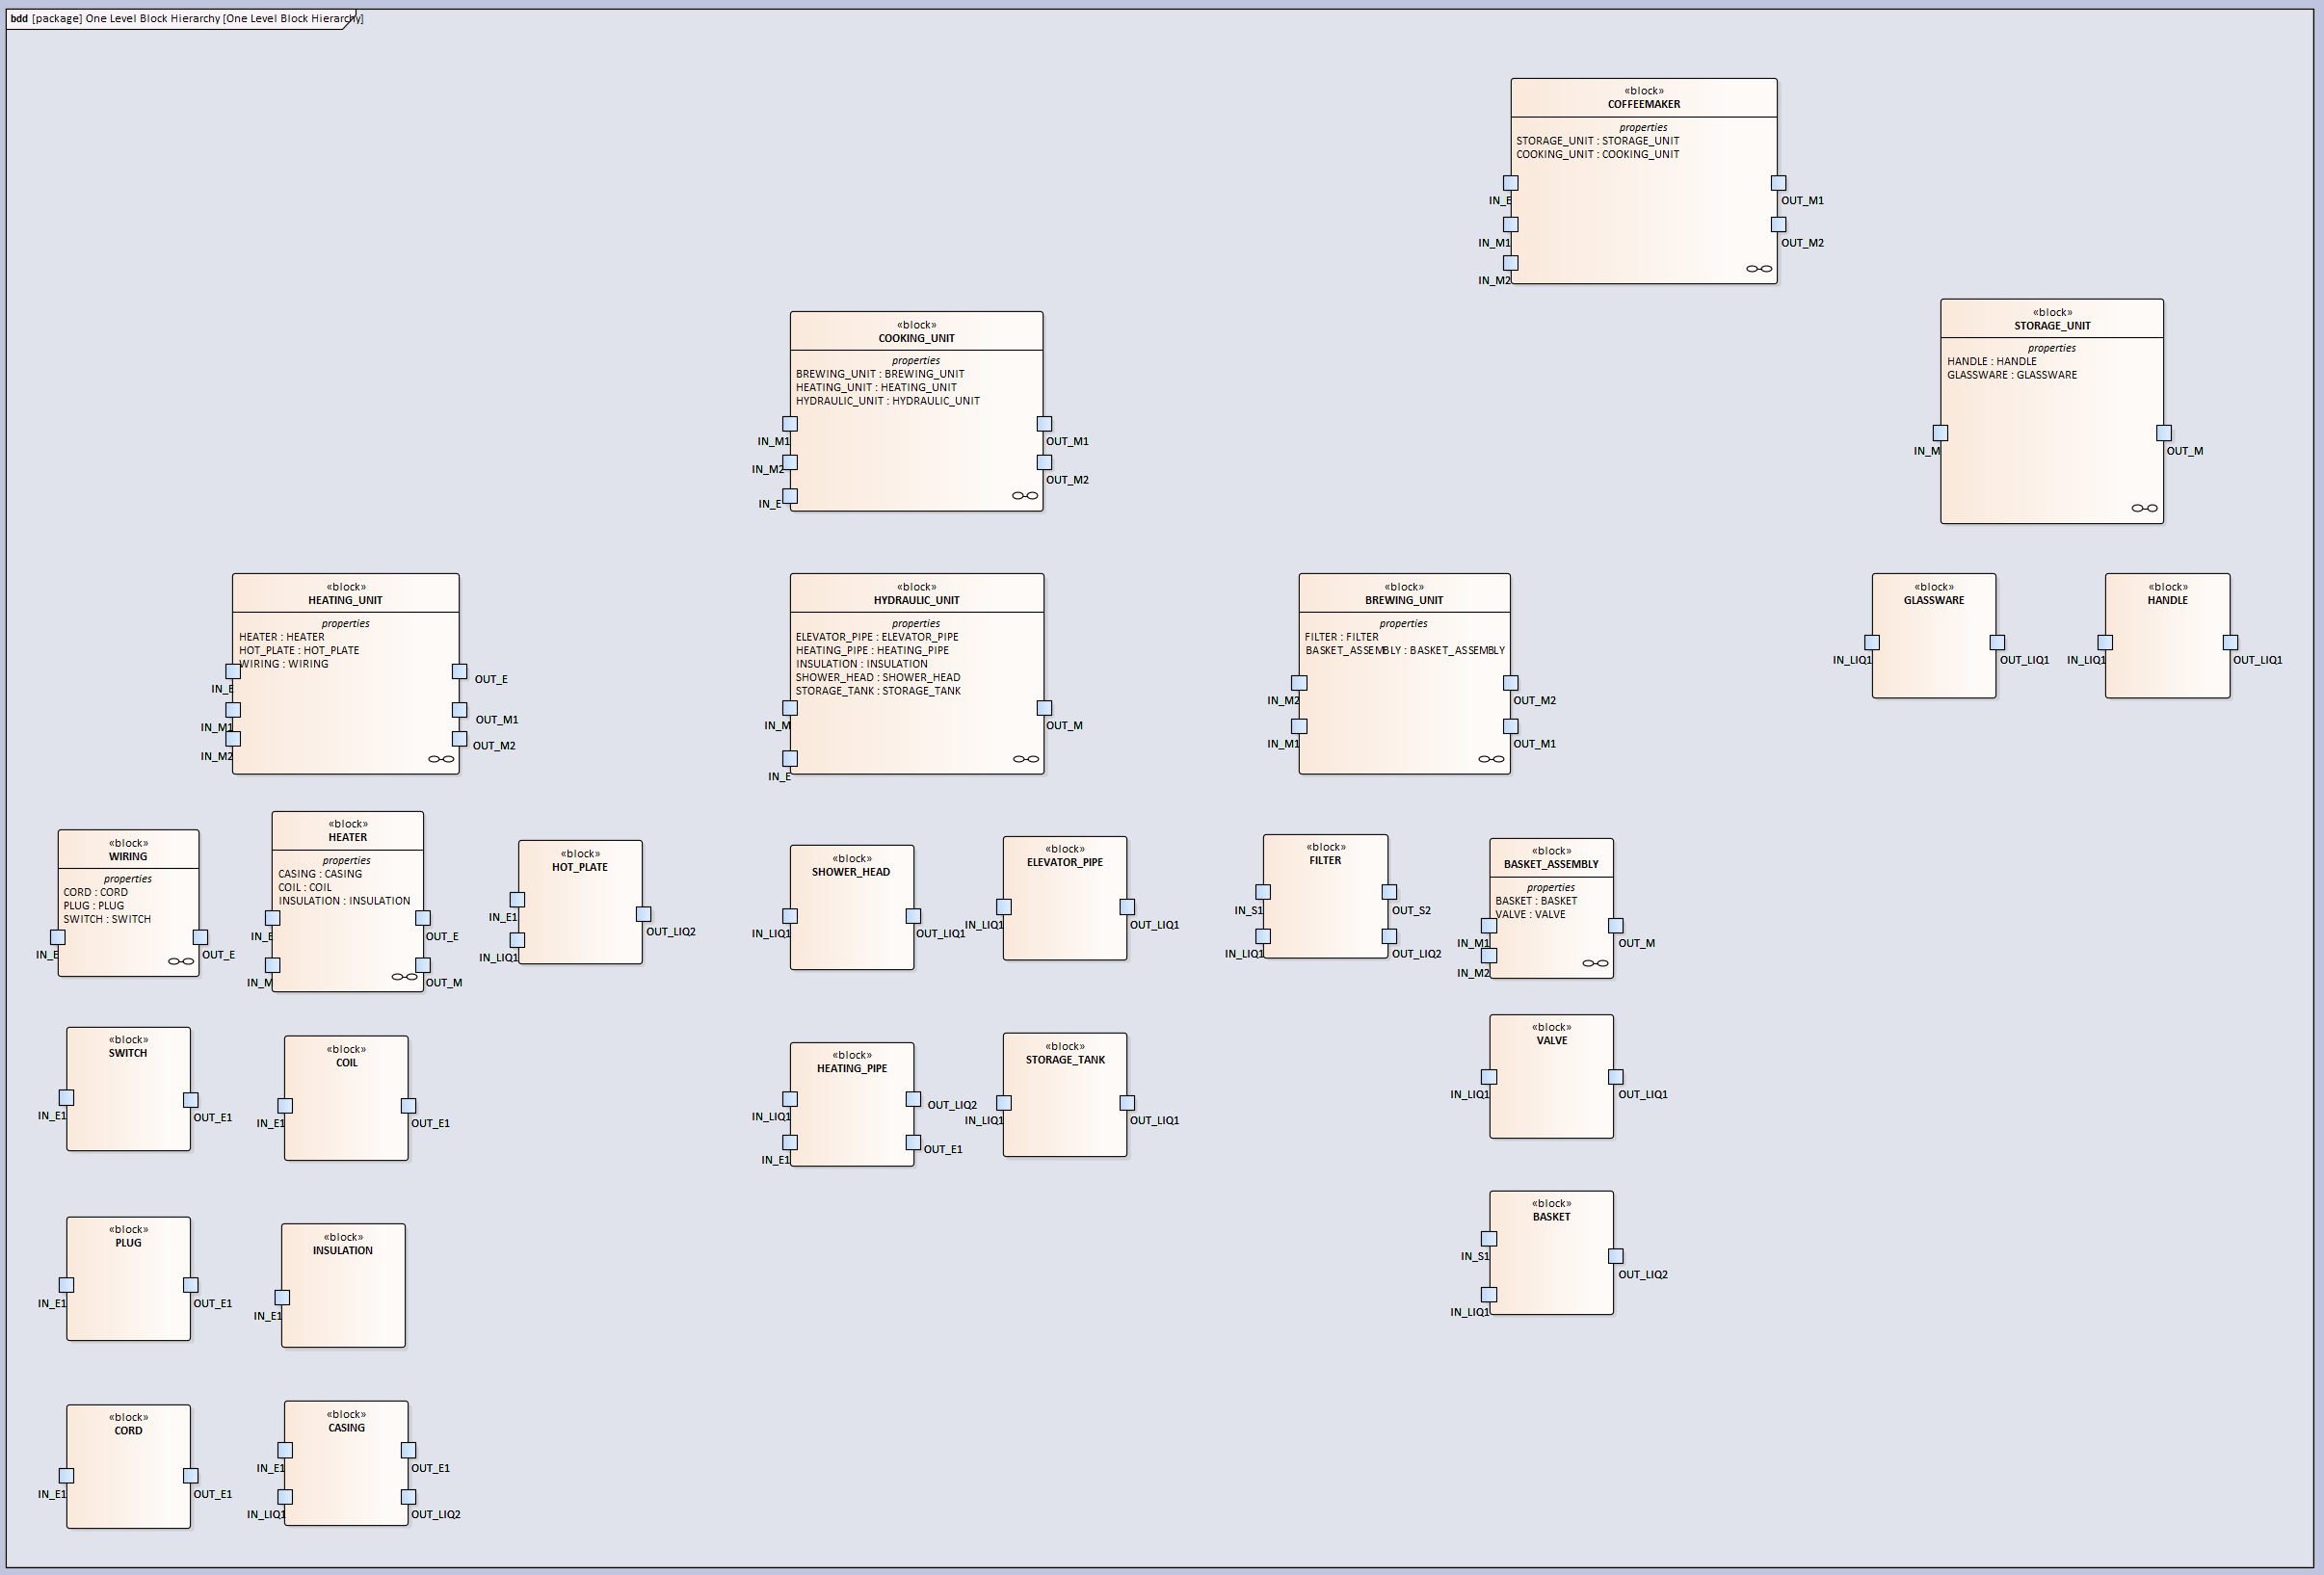 bdd [package] One Level Block Hierarchy [One Level Block Hierarchy]
«block»
COFFEEMAKER
properties
STORAGE_UNIT : STORAGE_UNIT
COOKING_UNIT : COOKING_UNIT
IN_E
OUT_M1
IN_M1
OUT_M2
IN_M2
«block»
STORAGE_UNIT
properties
HANDLE : HANDLE
GLASSWARE : GLASSWARE
IN_M
OUT_M
«block»
COOKING_UNIT
properties
BREWING_UNIT : BREWING_UNIT
HEATING_UNIT : HEATING_UNIT
HYDRAULIC_UNIT : HYDRAULIC_UNIT
IN_M1
OUT_M1
IN_M2
OUT_M2
IN_E
«block»
HEATING_UNIT
properties
HEATER : HEATER
HOT_PLATE : HOT_PLATE
WIRING : WIRING
IN_E
OUT_E
IN_M1
OUT_M1
IN_M2
OUT_M2
«block»
HYDRAULIC_UNIT
properties
ELEVATOR_PIPE : ELEVATOR_PIPE
HEATING_PIPE : HEATING_PIPE
INSULATION : INSULATION
SHOWER_HEAD : SHOWER_HEAD
STORAGE_TANK : STORAGE_TANK
IN_M
OUT_M
IN_E
«block»
BREWING_UNIT
properties
FILTER : FILTER
BASKET_ASSEMBLY : BASKET_ASSEMBLY
IN_M2
OUT_M2
IN_M1
OUT_M1
«block»
GLASSWARE
IN_LIQ1
OUT_LIQ1
«block»
HANDLE
IN_LIQ1
OUT_LIQ1
«block»
WIRING
properties
CORD : CORD
PLUG : PLUG
SWITCH : SWITCH
IN_E
OUT_E
«block»
HEATER
properties
CASING : CASING
COIL : COIL
INSULATION : INSULATION
IN_E
OUT_E
IN_M
OUT_M
«block»
HOT_PLATE
IN_E1
IN_LIQ1
OUT_LIQ2
«block»
SHOWER_HEAD
IN_LIQ1
OUT_LIQ1
«block»
ELEVATOR_PIPE
IN_LIQ1
OUT_LIQ1
«block»
FILTER
IN_S1
OUT_S2
IN_LIQ1
OUT_LIQ2
«block»
BASKET_ASSEMBLY
properties
BASKET : BASKET
VALVE : VALVE
IN_M1
OUT_M
IN_M2
«block»
SWITCH
IN_E1
OUT_E1
«block»
COIL
IN_E1
OUT_E1
«block»
HEATING_PIPE
IN_LIQ1
OUT_LIQ2
IN_E1
OUT_E1
«block»
STORAGE_TANK
IN_LIQ1
OUT_LIQ1
«block»
VALVE
IN_LIQ1
OUT_LIQ1
«block»
PLUG
IN_E1
OUT_E1
«block»
INSULATION
IN_E1
«block»
BASKET
IN_S1
OUT_LIQ2
IN_LIQ1
«block»
CORD
IN_E1
OUT_E1
«block»
CASING
IN_E1
OUT_E1
IN_LIQ1
OUT_LIQ2